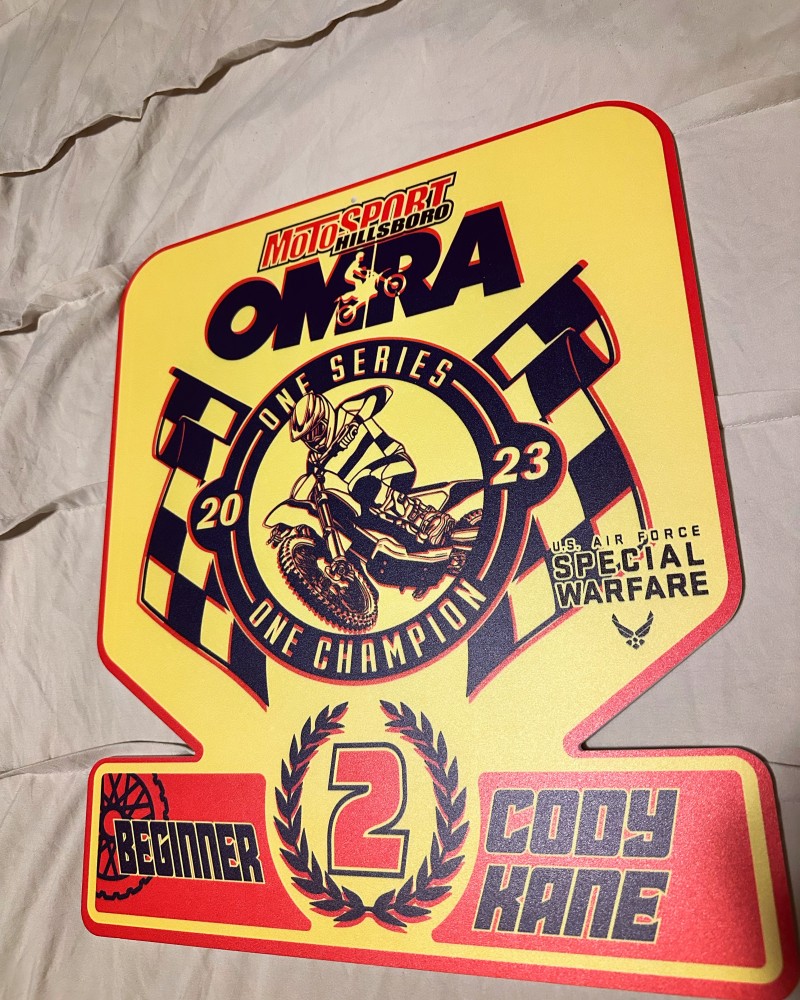 MOTOSPORT
HILLSBORO
OMRA
ONE SERIES
20 23
ONE CHAMPION
U.S. AIR FORCE
SPECIAL
WARFARE
2
BEGINNER
CODY
KANE